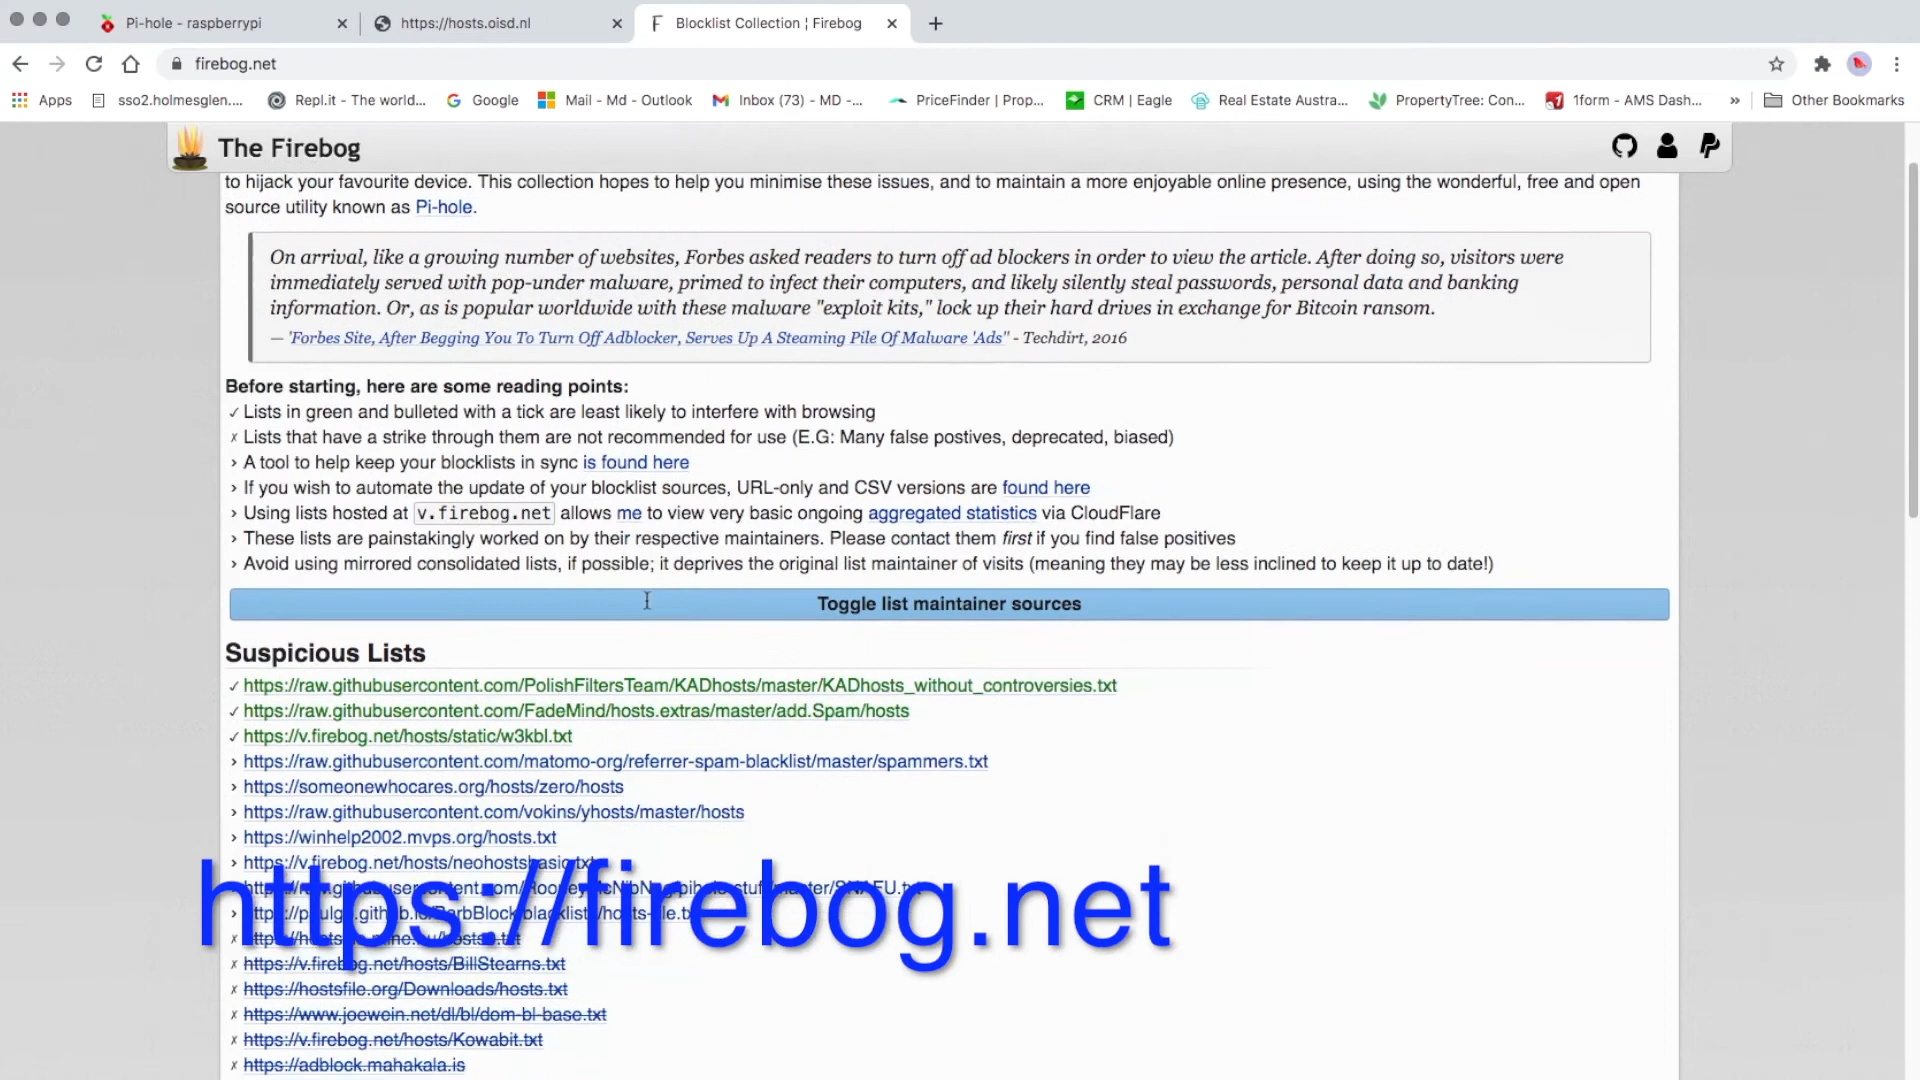 Pi-hole - raspberrypi
https://hosts.oisd.nl
Blocklist Collection ¦ Firebog
firebog.net
Apps
sso2.holmesglen....
Repl.it - The world...
Google
Mail - Md - Outlook
Inbox (73) - MD -...
PriceFinder | Prop...
CRM | Eagle
Real Estate Austra...
PropertyTree: Con...
1form - AMS Dash...
»
Other Bookmarks
The Firebog
to hijack your favourite device. This collection hopes to help you minimise these issues, and to maintain a more enjoyable online presence, using the wonderful, free and open
source utility known as Pi-hole.
On arrival, like a growing number of websites, Forbes asked readers to turn off ad blockers in order to view the article. After doing so, visitors were
immediately served with pop-under malware, primed to infect their computers, and likely silently steal passwords, personal data and banking
information. Or, as is popular worldwide with these malware "exploit kits," lock up their hard drives in exchange for Bitcoin ransom.
— 'Forbes Site, After Begging You To Turn Off Adblocker, Serves Up A Steaming Pile Of Malware 'Ads'' - Techdirt, 2016
Before starting, here are some reading points:
✓ Lists in green and bulleted with a tick are least likely to interfere with browsing
✗ Lists that have a strike through them are not recommended for use (E.G: Many false postives, deprecated, biased)
› A tool to help keep your blocklists in sync is found here
› If you wish to automate the update of your blocklist sources, URL-only and CSV versions are found here
› Using lists hosted at v.firebog.net allows me to view very basic ongoing aggregated statistics via CloudFlare
› These lists are painstakingly worked on by their respective maintainers. Please contact them first if you find false positives
› Avoid using mirrored consolidated lists, if possible; it deprives the original list maintainer of visits (meaning they may be less inclined to keep it up to date!)
Toggle list maintainer sources
Suspicious Lists
✓ https://raw.githubusercontent.com/PolishFiltersTeam/KADhosts/master/KADhosts_without_controversies.txt
✓ https://raw.githubusercontent.com/FadeMind/hosts.extras/master/add.Spam/hosts
✓ https://v.firebog.net/hosts/static/w3kbl.txt
› https://raw.githubusercontent.com/matomo-org/referrer-spam-blacklist/master/spammers.txt
› https://someonewhocares.org/hosts/zero/hosts
› https://raw.githubusercontent.com/vokins/yhosts/master/hosts
› https://winhelp2002.mvps.org/hosts.txt
› https://v.firebog.net/hosts/neohostsbasic.txt
https://firebog.net
✗ https://v.firebog.net/hosts/BillStearns.txt
✗ https://hostsfile.org/Downloads/hosts.txt
✗ https://www.joewein.net/dl/bl/dom-bl-base.txt
✗ https://v.firebog.net/hosts/Kowabit.txt
✗ https://adblock.mahakala.is